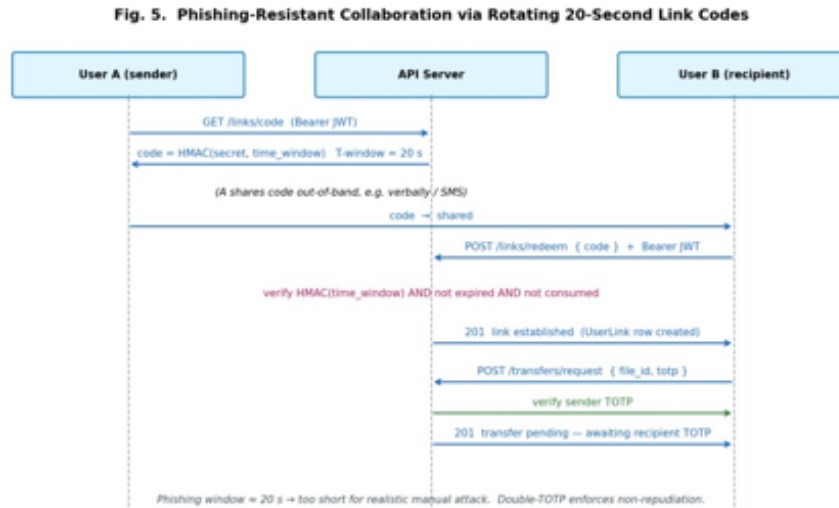 Fig. 5. Phishing-Resistant Collaboration via Rotating 20-Second Link Codes
User A (sender)
API Server
User B (recipient)
GET /links/code (Bearer JWT)
code = HMAC(secret, time_window) T-window = 20 s
(A shares code out-of-band, e.g. verbally / SMS)
code → shared
POST /links/redeem { code } + Bearer JWT
verify HMAC(time_window) AND not expired AND not consumed
201 link established (UserLink row created)
POST /transfers/request { file_id, totp }
verify sender TOTP
201 transfer pending — awaiting recipient TOTP
Phishing window ≈ 20 s → too short for realistic manual attack. Double-TOTP enforces non-repudiation.